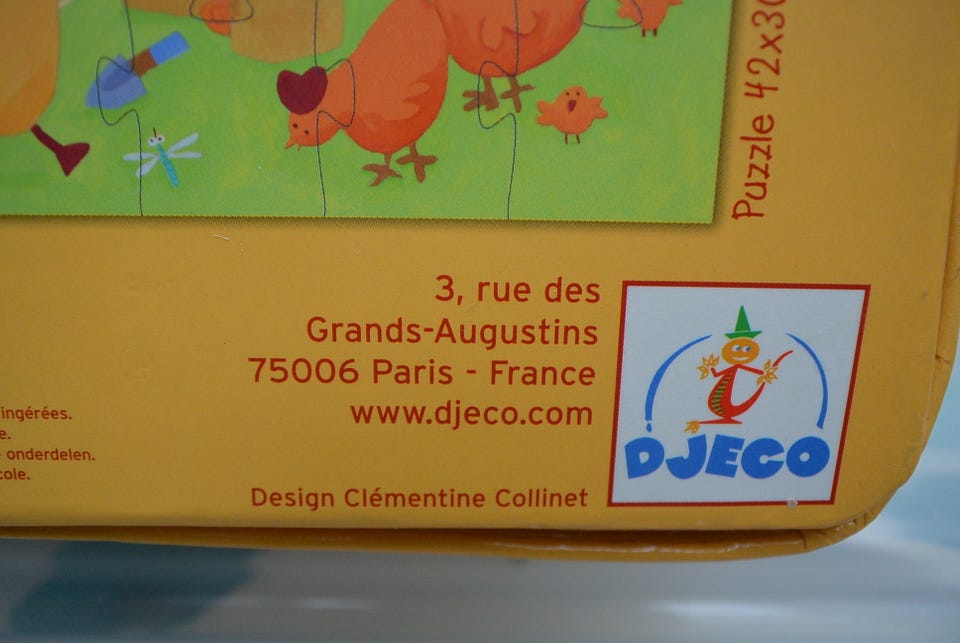 Puzzle 42x30
3, rue des
Grands-Augustins
75006 Paris - France
www.djeco.com
ingérées.
onderdelen.
Design Clémentine Collinet
DJECO